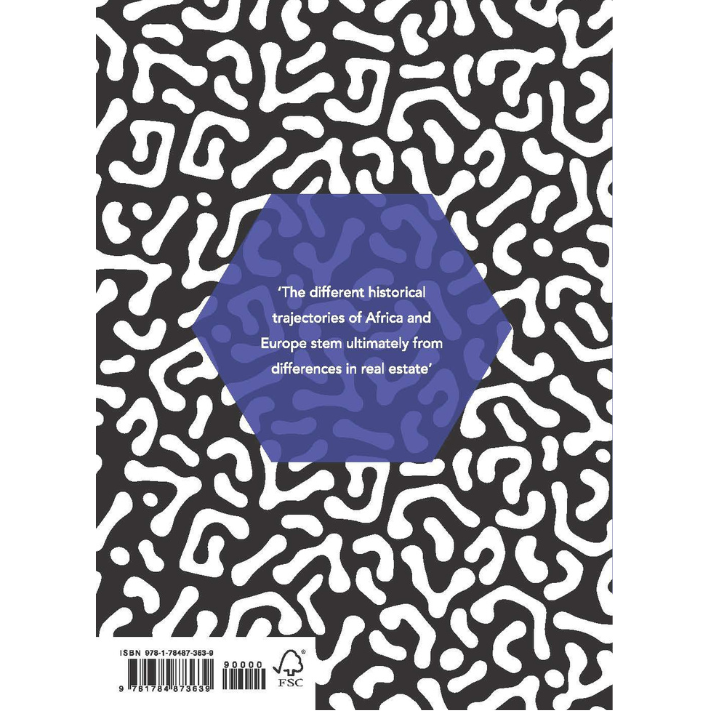 ‘The different historical
trajectories of Africa and
Europe stem ultimately from
differences in real estate’
ISBN 978-1-78487-363-9
90000
9 781784 873639
FSC